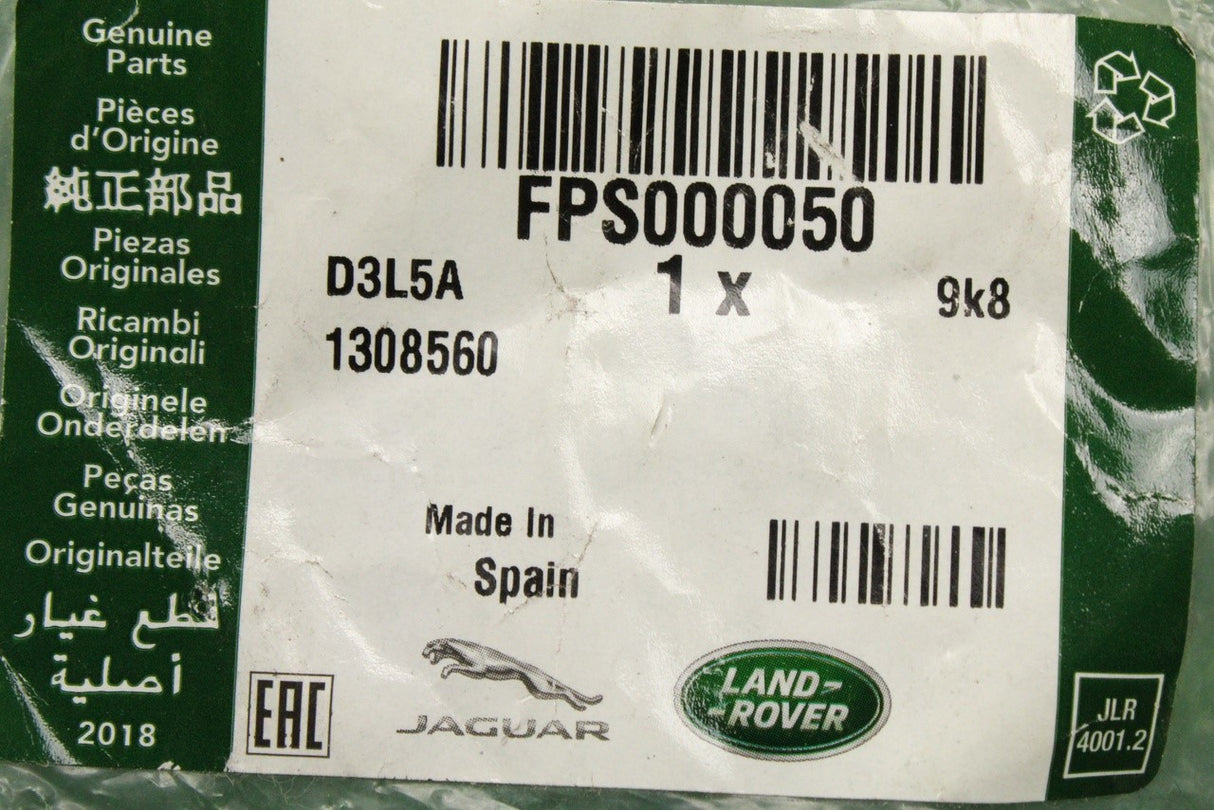 Genuine
Parts
Pièces
d'Origine
純正部品
Piezas
Originales
Ricambi
Originali
Originele
Onderdelen
Peças
Genuinas
Originalteile
قطع غيار
أصلية
2018
FPS000050
D3L5A
1 x
9k8
1308560
Made In
Spain
EAC
JAGUAR
LAND-
-ROVER
JLR
4001.2